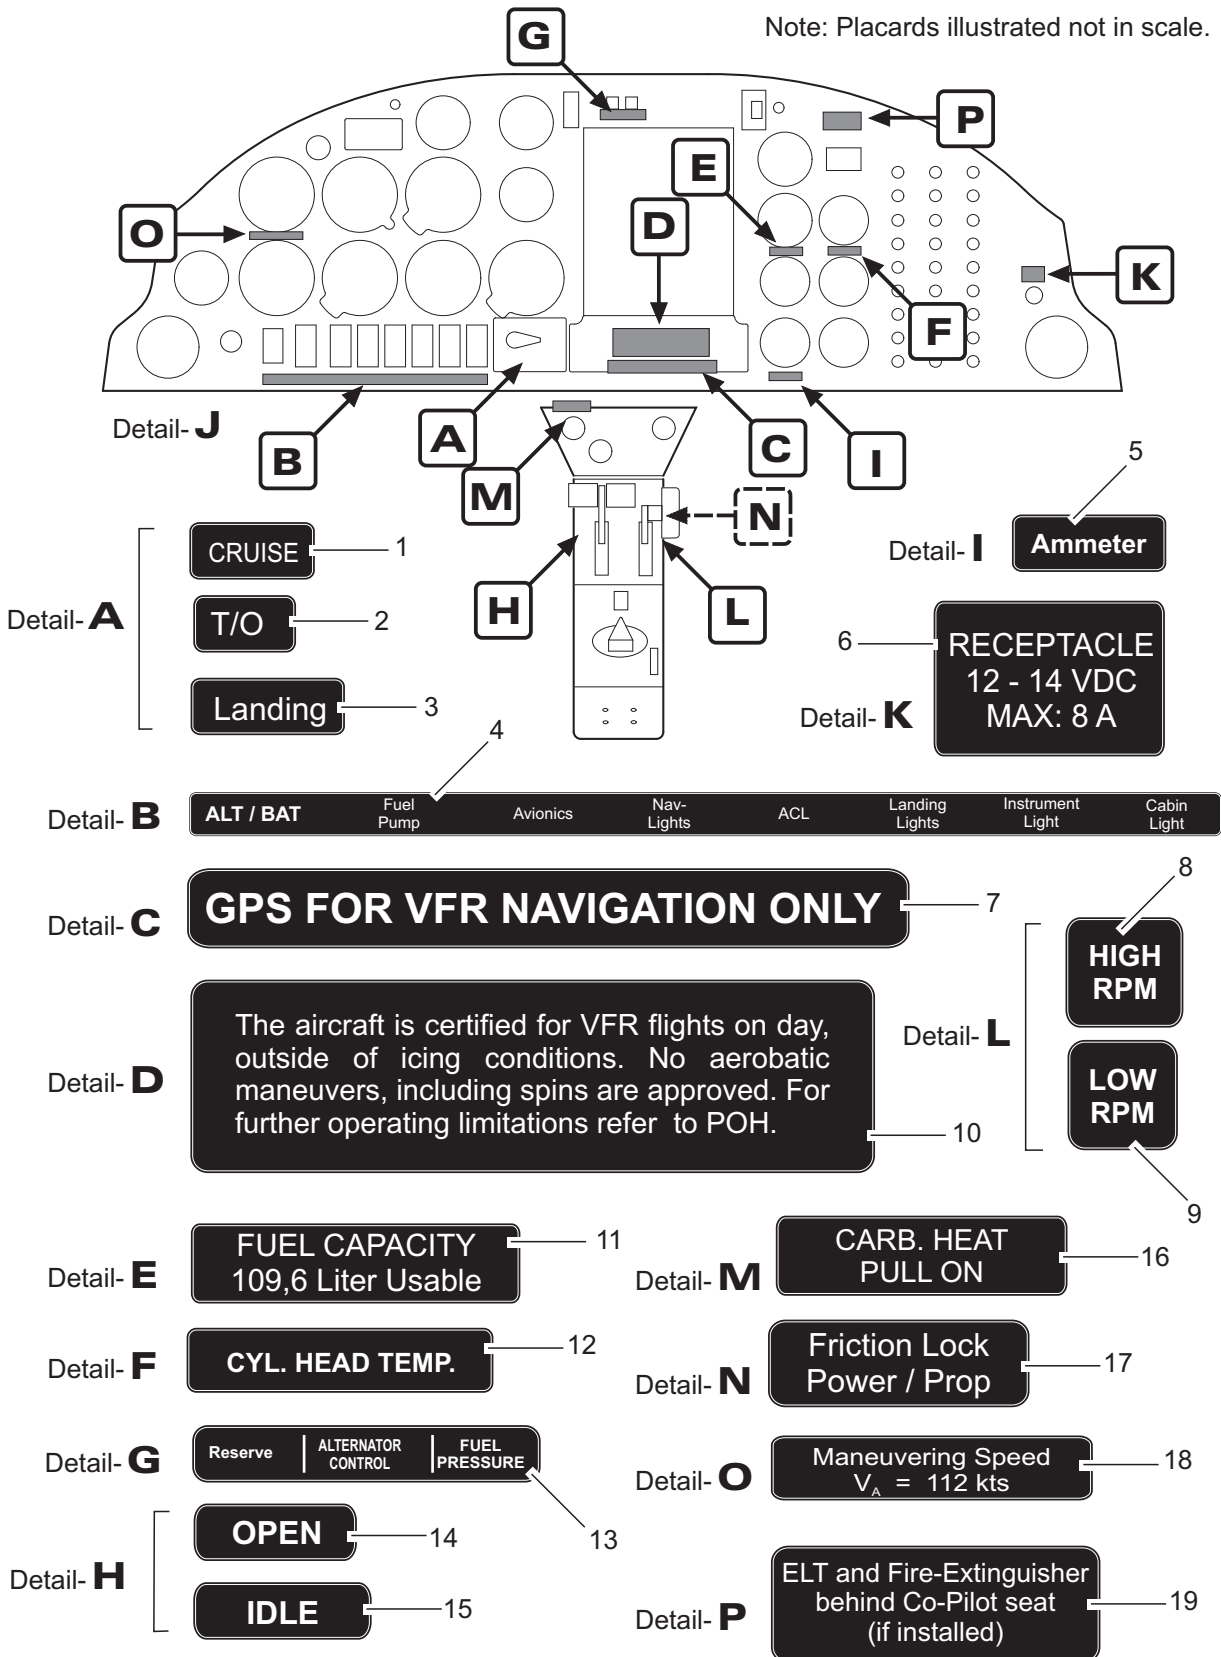 Note: Placards illustrated not in scale.
G
P
E
D
O
K
F
Detail- J
B
A
M
C
I
N
H
L
5
Detail- I
Ammeter
Detail- A
CRUISE
1
T/O
2
Landing
3
6
Detail- K
RECEPTACLE
12 - 14 VDC
MAX: 8 A
4
Detail- B
ALT / BAT
Fuel
Pump
Avionics
Nav-
Lights
ACL
Landing
Lights
Instrument
Light
Cabin
Light
Detail- C
GPS FOR VFR NAVIGATION ONLY
7
8
Detail- L
HIGH
RPM
LOW
RPM
9
Detail- D
The aircraft is certified for VFR flights on day,
outside of icing conditions. No aerobatic
maneuvers, including spins are approved. For
further operating limitations refer to POH.
10
Detail- E
FUEL CAPACITY
109,6 Liter Usable
11
Detail- M
CARB. HEAT
PULL ON
16
Detail- F
CYL. HEAD TEMP.
12
Detail- N
Friction Lock
Power / Prop
17
Detail- G
Reserve
ALTERNATOR
CONTROL
FUEL
PRESSURE
13
Detail- O
Maneuvering Speed
VA = 112 kts
18
Detail- H
OPEN
14
IDLE
15
Detail- P
ELT and Fire-Extinguisher
behind Co-Pilot seat
(if installed)
19